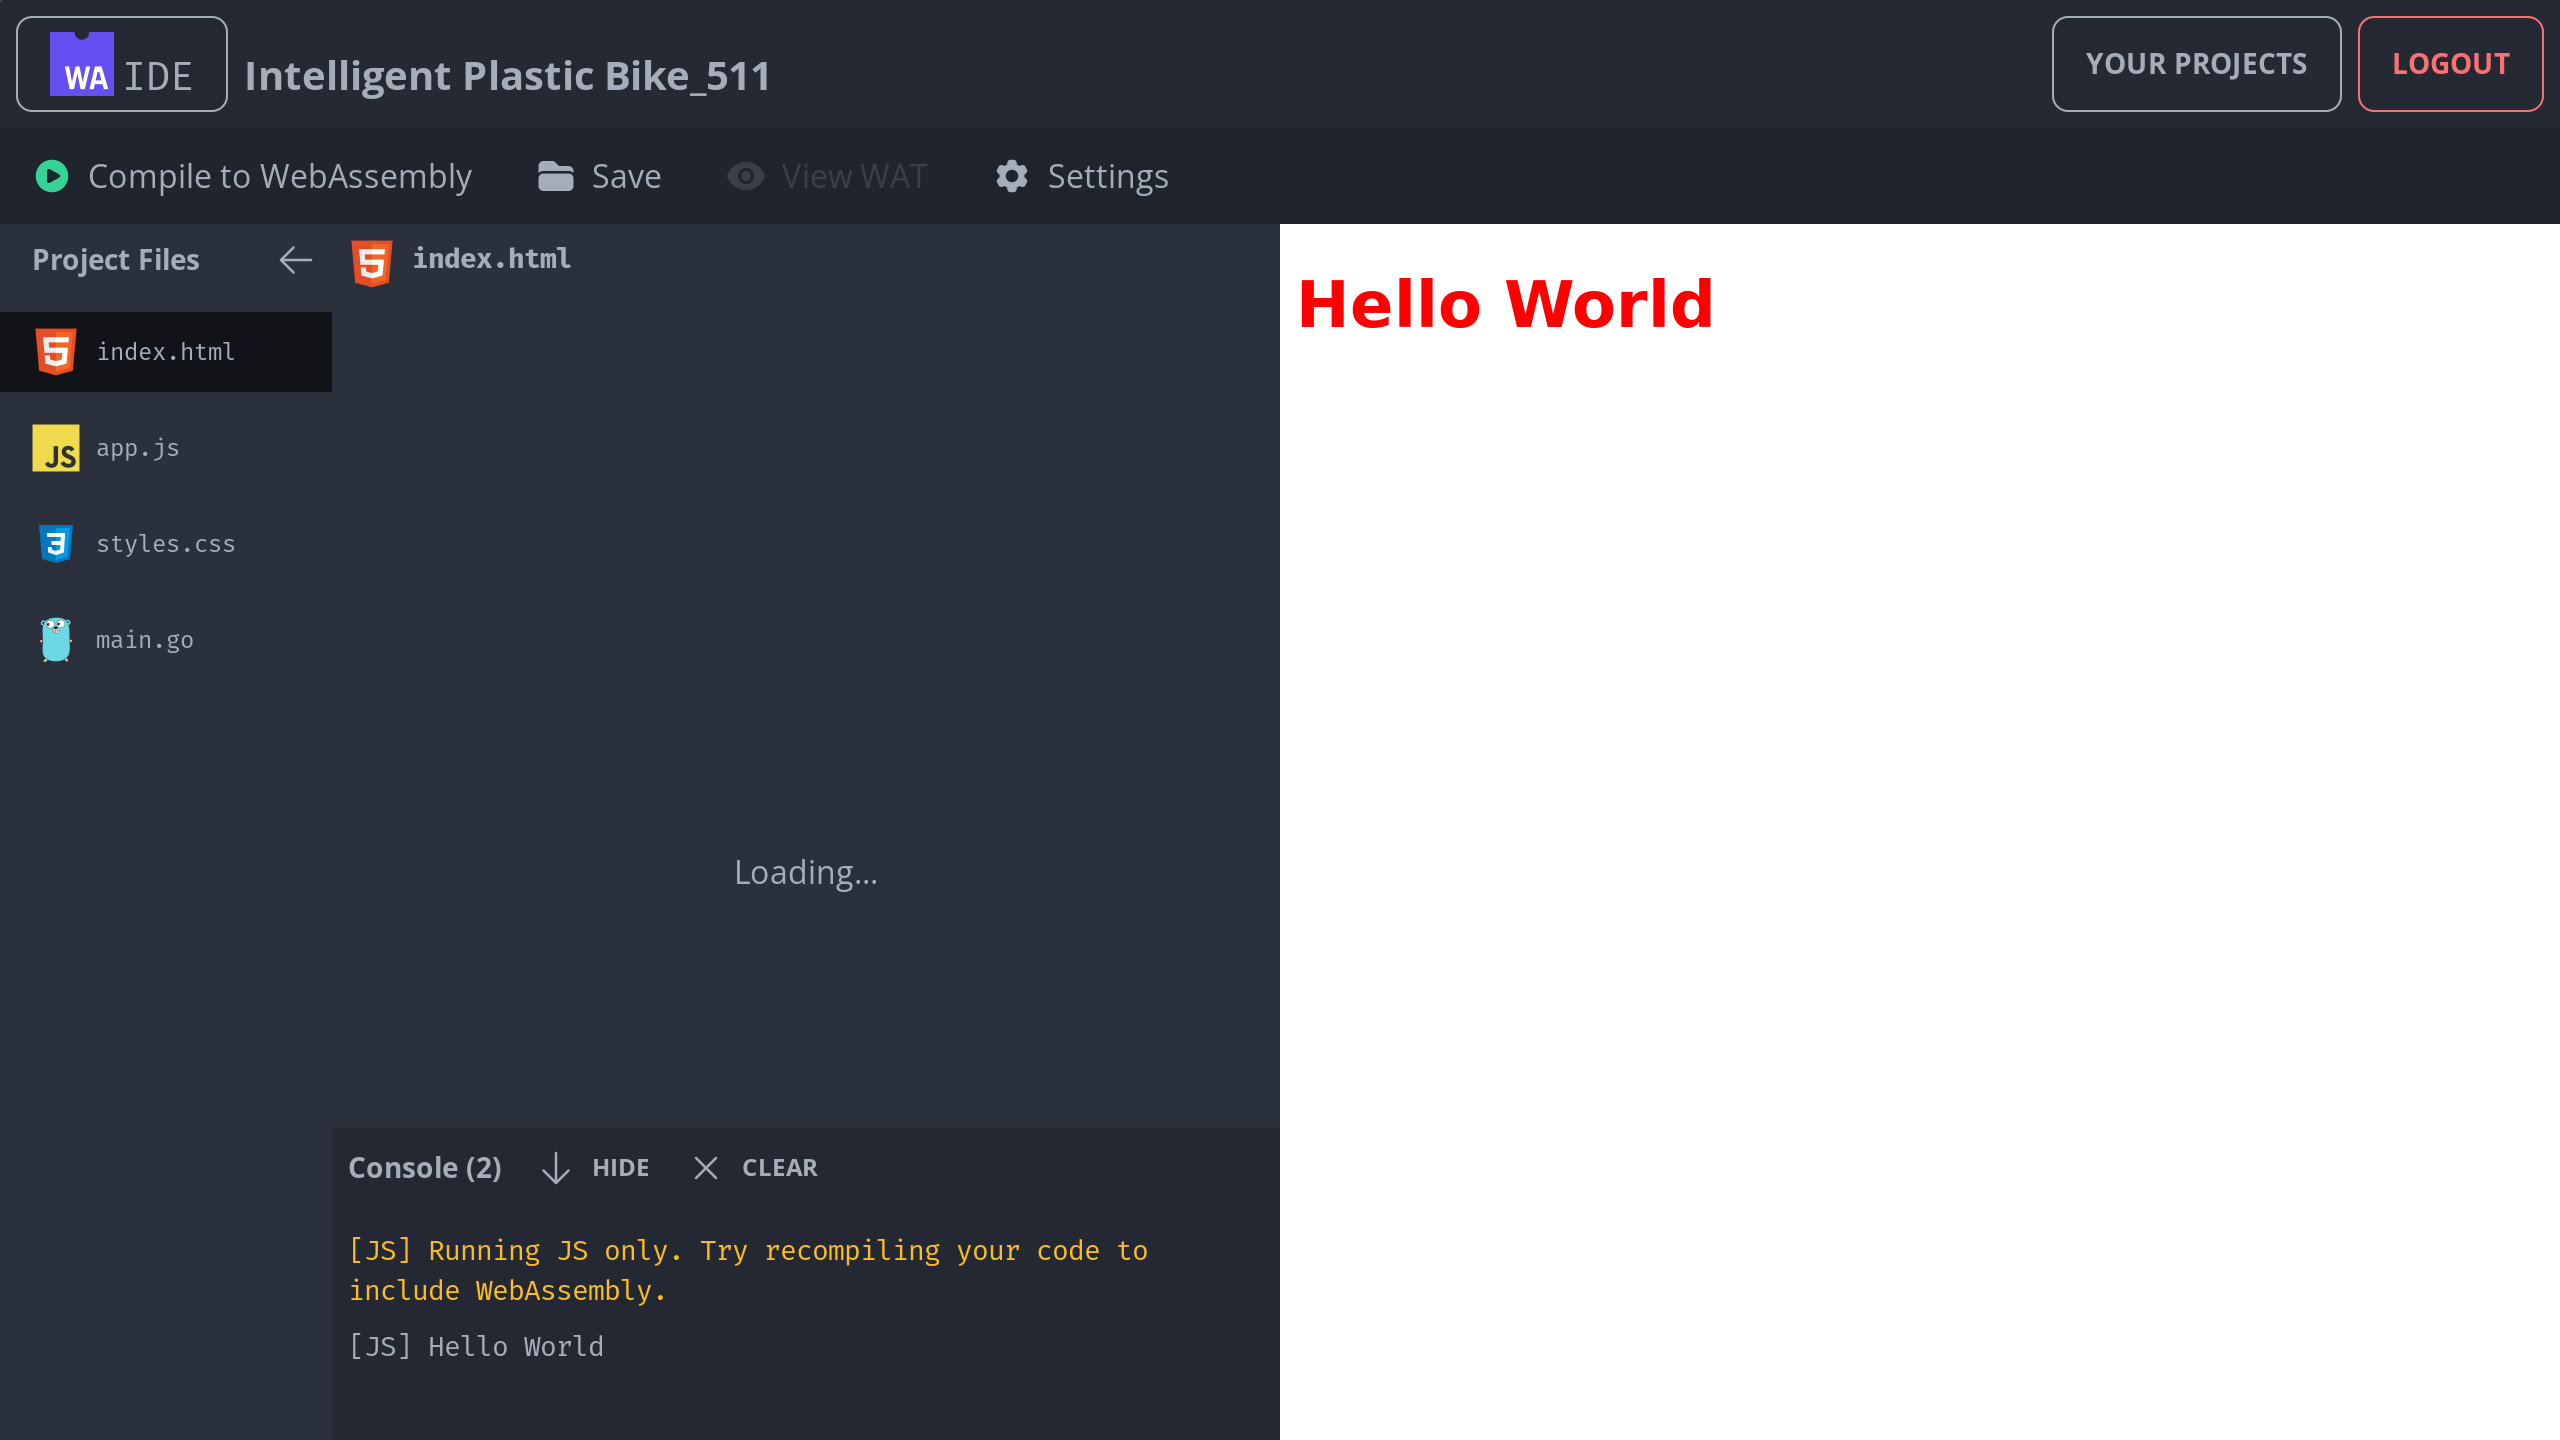 WA IDE Intelligent Plastic Bike_511 YOUR PROJECTS LOGOUT
Compile to WebAssembly Save View WAT Settings
Project Files index.html
index.html
JS app.js
styles.css
main.go
Hello World
Loading...
Console (2) HIDE CLEAR
[JS] Running JS only. Try recompiling your code to
include WebAssembly.
[JS] Hello World